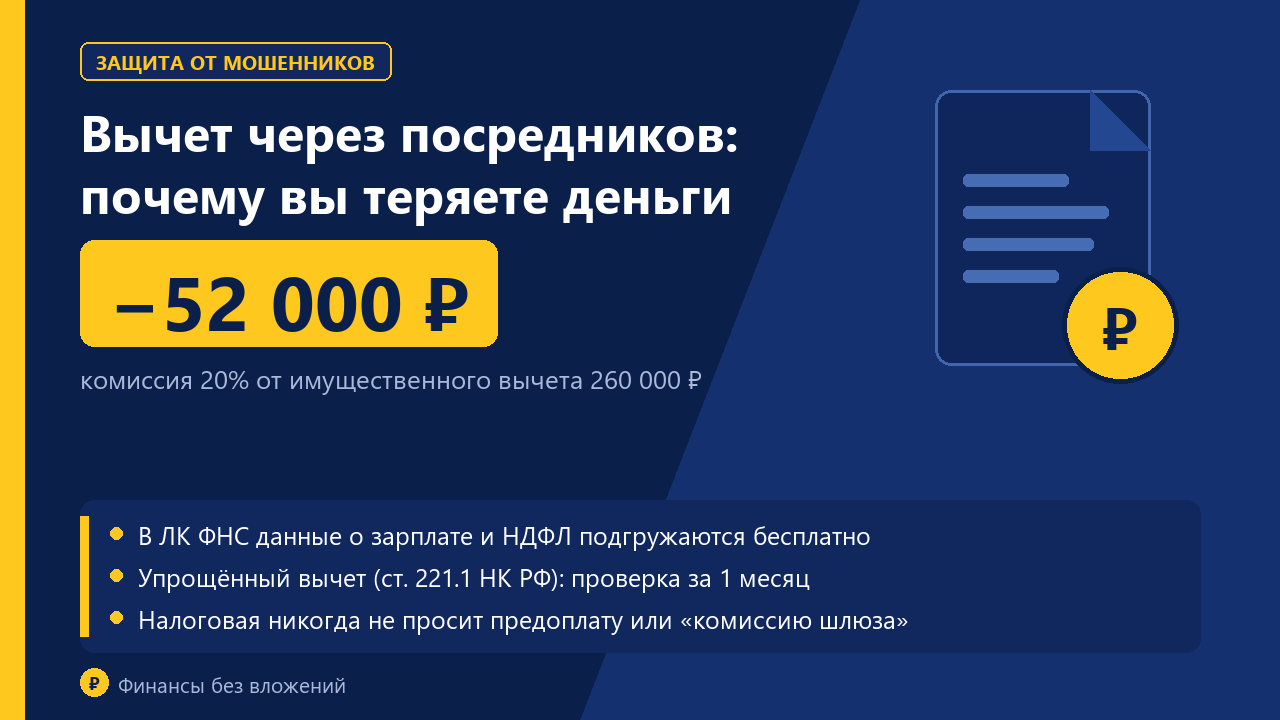 ЗАЩИТА ОТ МОШЕННИКОВ
Вычет через посредников:
почему вы теряете деньги
−52 000 ₽
комиссия 20% от имущественного вычета 260 000 ₽
₽
В ЛК ФНС данные о зарплате и НДФЛ подгружаются бесплатно
Упрощённый вычет (ст. 221.1 НК РФ): проверка за 1 месяц
Налоговая никогда не просит предоплату или «комиссию шлюза»
₽ Финансы без вложений